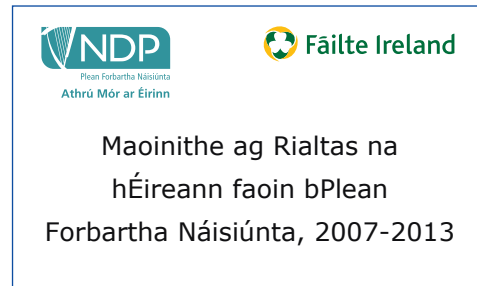 NDP
Plean Forbartha Náisiúnta
Athrú Mór ar Éirinn
Fáilte Ireland
Maoinithe ag Rialtas na
hÉireann faoin bPlean
Forbartha Náisiúnta, 2007-2013